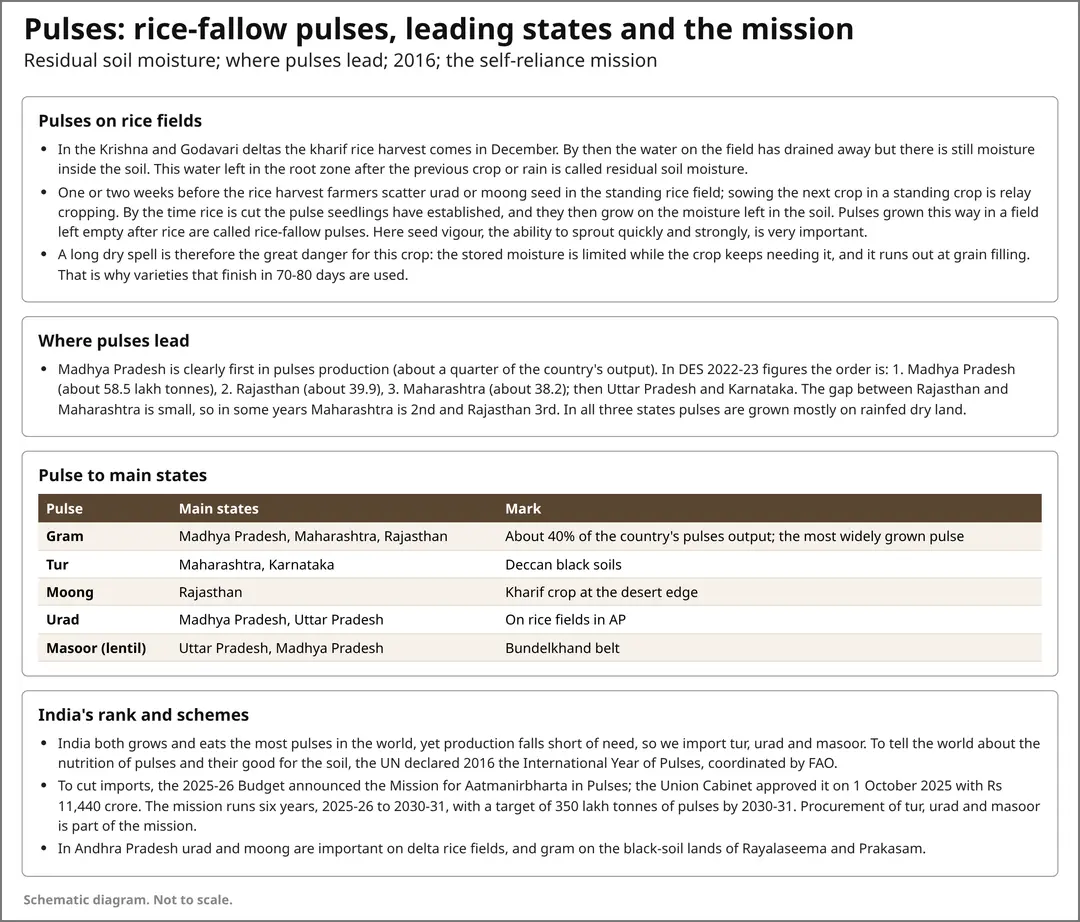 Pulses: rice-fallow pulses, leading states and the mission
Residual soil moisture; where pulses lead; 2016; the self-reliance mission
Pulses on rice fields
• In the Krishna and Godavari deltas the kharif rice harvest comes in December. By then the water on the field has drained away but there is still moisture
inside the soil. This water left in the root zone after the previous crop or rain is called residual soil moisture.
• One or two weeks before the rice harvest farmers scatter urad or moong seed in the standing rice field; sowing the next crop in a standing crop is relay
cropping. By the time rice is cut the pulse seedlings have established, and they then grow on the moisture left in the soil. Pulses grown this way in a field
left empty after rice are called rice-fallow pulses. Here seed vigour, the ability to sprout quickly and strongly, is very important.
• A long dry spell is therefore the great danger for this crop: the stored moisture is limited while the crop keeps needing it, and it runs out at grain filling.
That is why varieties that finish in 70-80 days are used.
Where pulses lead
• Madhya Pradesh is clearly first in pulses production (about a quarter of the country's output). In DES 2022-23 figures the order is: 1. Madhya Pradesh
(about 58.5 lakh tonnes), 2. Rajasthan (about 39.9), 3. Maharashtra (about 38.2); then Uttar Pradesh and Karnataka. The gap between Rajasthan and
Maharashtra is small, so in some years Maharashtra is 2nd and Rajasthan 3rd. In all three states pulses are grown mostly on rainfed dry land.
Pulse to main states
Pulse Main states Mark
Gram Madhya Pradesh, Maharashtra, Rajasthan About 40% of the country's pulses output; the most widely grown pulse
Tur Maharashtra, Karnataka Deccan black soils
Moong Rajasthan Kharif crop at the desert edge
Urad Madhya Pradesh, Uttar Pradesh On rice fields in AP
Masoor (lentil) Uttar Pradesh, Madhya Pradesh Bundelkhand belt
India's rank and schemes
• India both grows and eats the most pulses in the world, yet production falls short of need, so we import tur, urad and masoor. To tell the world about the
nutrition of pulses and their good for the soil, the UN declared 2016 the International Year of Pulses, coordinated by FAO.
• To cut imports, the 2025-26 Budget announced the Mission for Aatmanirbharta in Pulses; the Union Cabinet approved it on 1 October 2025 with Rs
11,440 crore. The mission runs six years, 2025-26 to 2030-31, with a target of 350 lakh tonnes of pulses by 2030-31. Procurement of tur, urad and masoor
is part of the mission.
• In Andhra Pradesh urad and moong are important on delta rice fields, and gram on the black-soil lands of Rayalaseema and Prakasam.
Schematic diagram. Not to scale.